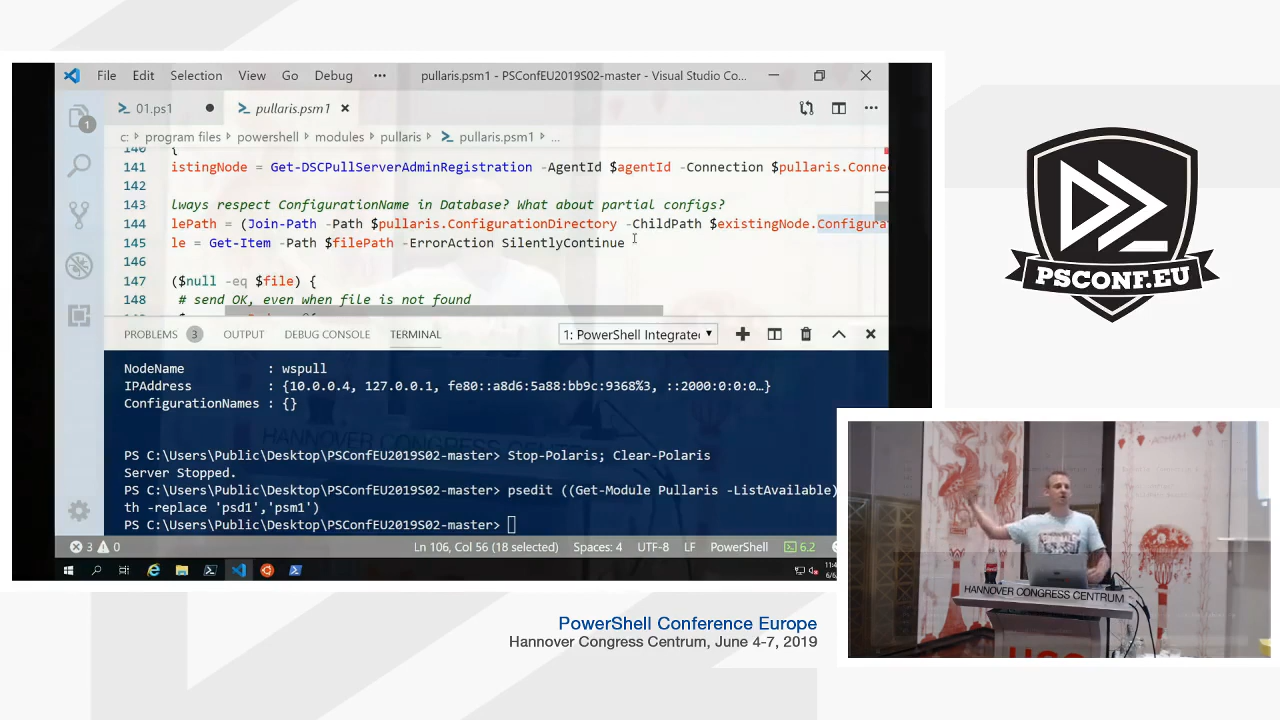 File Edit Selection View Go Debug ••• pullaris.psm1 - PSConfEU2019S02-master - Visual Studio Co...
01.ps1 pullaris.psm1
1
c: program files powershell modules pullaris pullaris.psm1 ...
140 {
141 istingNode = Get-DSCPullServerAdminRegistration -AgentId $agentId -Connection $pullaris.Conne
142
143 lways respect ConfigurationName in Database? What about partial configs?
144 lePath = (Join-Path -Path $pullaris.ConfigurationDirectory -ChildPath $existingNode.Configura
145 le = Get-Item -Path $filePath -ErrorAction SilentlyContinue
146
147 ($null -eq $file) {
148 # send OK, even when file is not found
PROBLEMS 3 OUTPUT DEBUG CONSOLE TERMINAL 1: PowerShell Integrate
NodeName : wspull
IPAddress : {10.0.0.4, 127.0.0.1, fe80::a8d6:5a88:bb9c:9368%3, ::2000:0:0:0…}
ConfigurationNames : {}
PS C:\Users\Public\Desktop\PSConfEU2019S02-master> Stop-Polaris; Clear-Polaris
Server Stopped.
PS C:\Users\Public\Desktop\PSConfEU2019S02-master> psedit ((Get-Module Pullaris -ListAvailable)
th -replace 'psd1','psm1')
PS C:\Users\Public\Desktop\PSConfEU2019S02-master>
3 0 Ln 106, Col 56 (18 selected) Spaces: 4 UTF-8 LF PowerShell 6.2
PSCONF.EU
HANNOVER CONGRESS CENTRUM
PowerShell Conference Europe
Hannover Congress Centrum, June 4-7, 2019